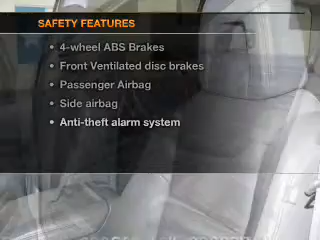 SAFETY FEATURES
• 4-wheel ABS Brakes
• Front Ventilated disc brakes
• Passenger Airbag
• Side airbag
• Anti-theft alarm system